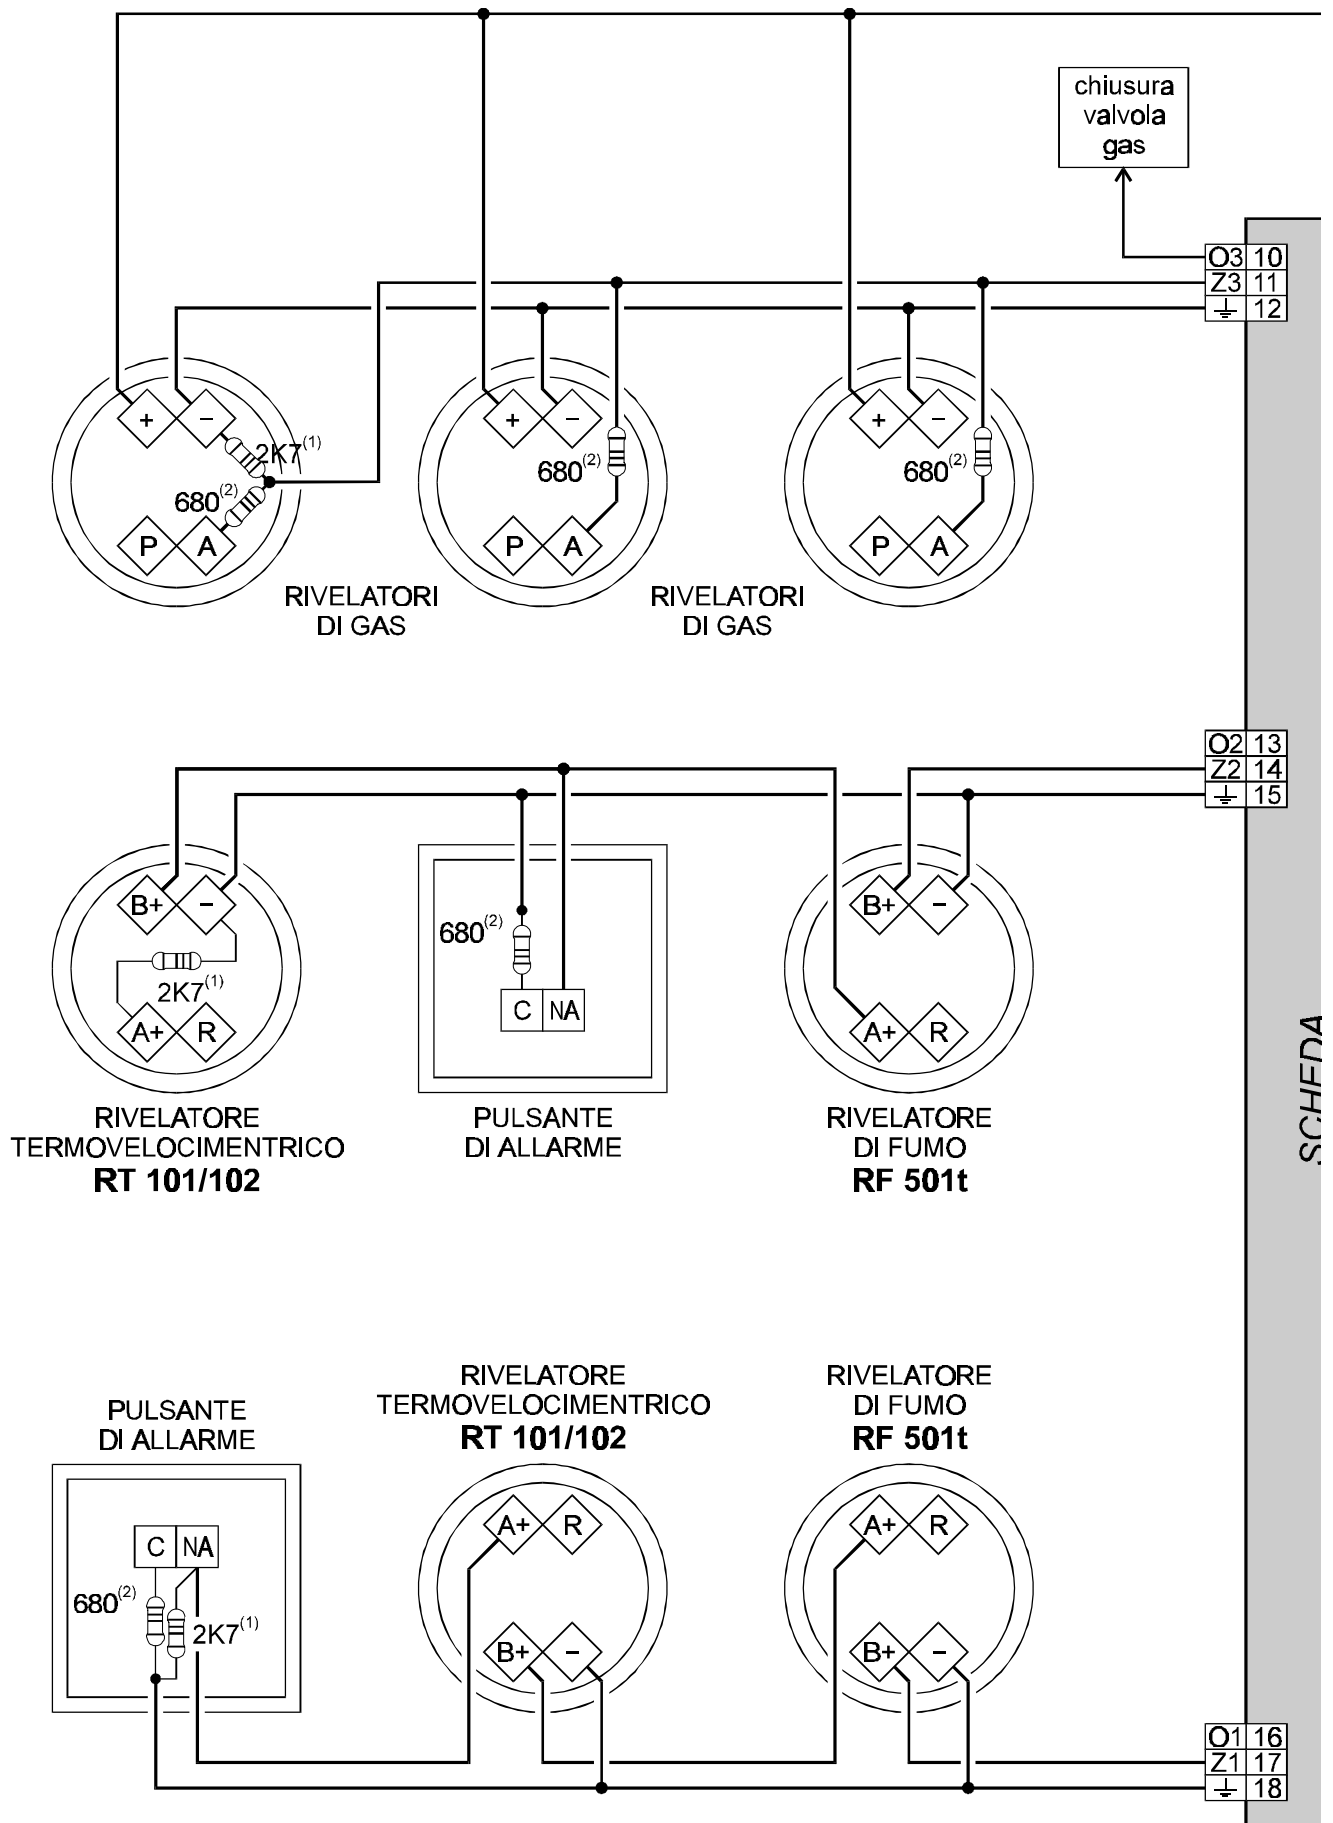 chiusura
valvola
gas
O3 10
Z3 11
12
+ −
2K7(1)
680(2)
P A
+ −
680(2)
P A
+ −
680(2)
P A
RIVELATORI
DI GAS
RIVELATORI
DI GAS
O2 13
Z2 14
15
B+ −
2K7(1)
A+ R
680(2)
C NA
B+ −
A+ R
SCHEDA
RIVELATORE
TERMOVELOCIMENTRICO
RT 101/102
PULSANTE
DI ALLARME
RIVELATORE
DI FUMO
RF 501t
PULSANTE
DI ALLARME
RIVELATORE
TERMOVELOCIMENTRICO
RT 101/102
RIVELATORE
DI FUMO
RF 501t
C NA
680(2)
2K7(1)
A+ R
B+ −
A+ R
B+ −
O1 16
Z1 17
18